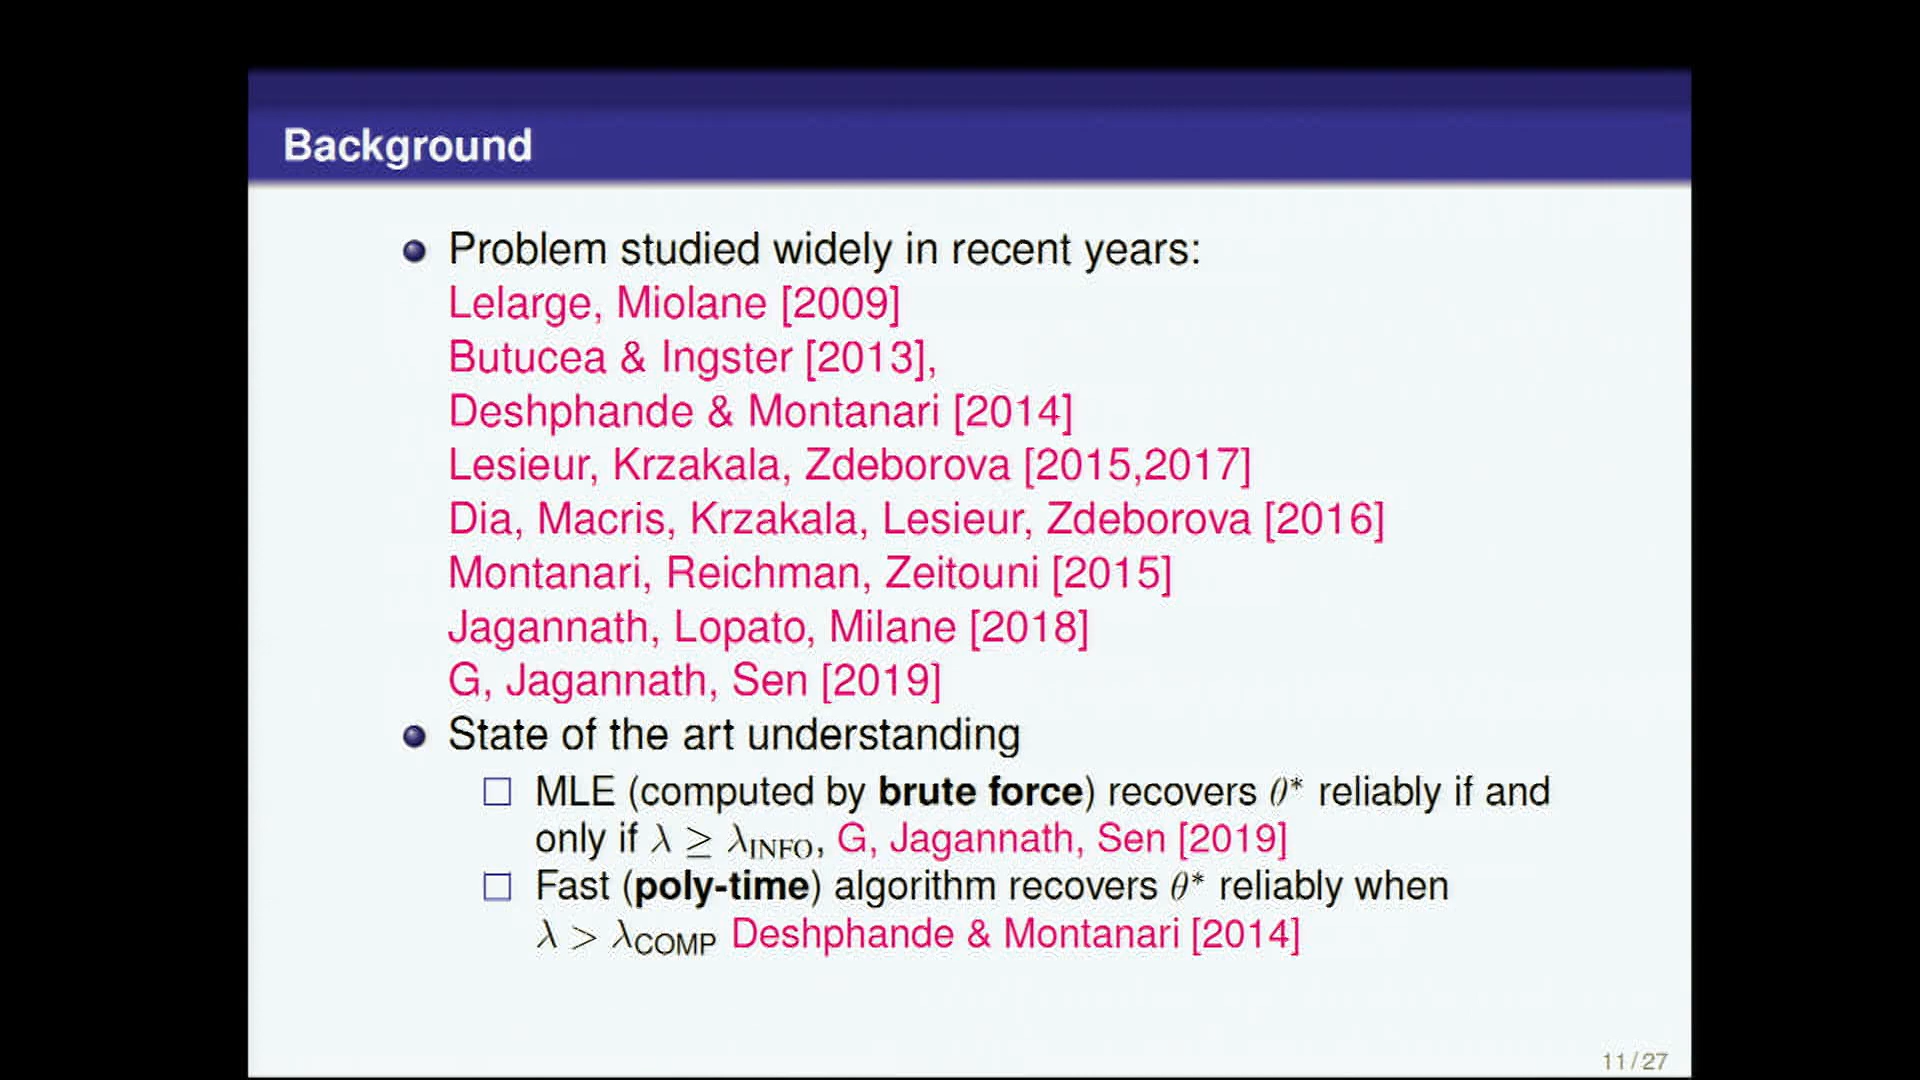 Background
Problem studied widely in recent years:
Lelarge, Miolane [2009]
Butucea & Ingster [2013],
Deshphande & Montanari [2014]
Lesieur, Krzakala, Zdeborova [2015,2017]
Dia, Macris, Krzakala, Lesieur, Zdeborova [2016]
Montanari, Reichman, Zeitouni [2015]
Jagannath, Lopato, Milane [2018]
G, Jagannath, Sen [2019]
State of the art understanding
MLE (computed by brute force) recovers θ* reliably if and
only if λ ≥ λ_INFO, G, Jagannath, Sen [2019]
Fast (poly-time) algorithm recovers θ* reliably when
λ > λ_COMP Deshphande & Montanari [2014]
11/27